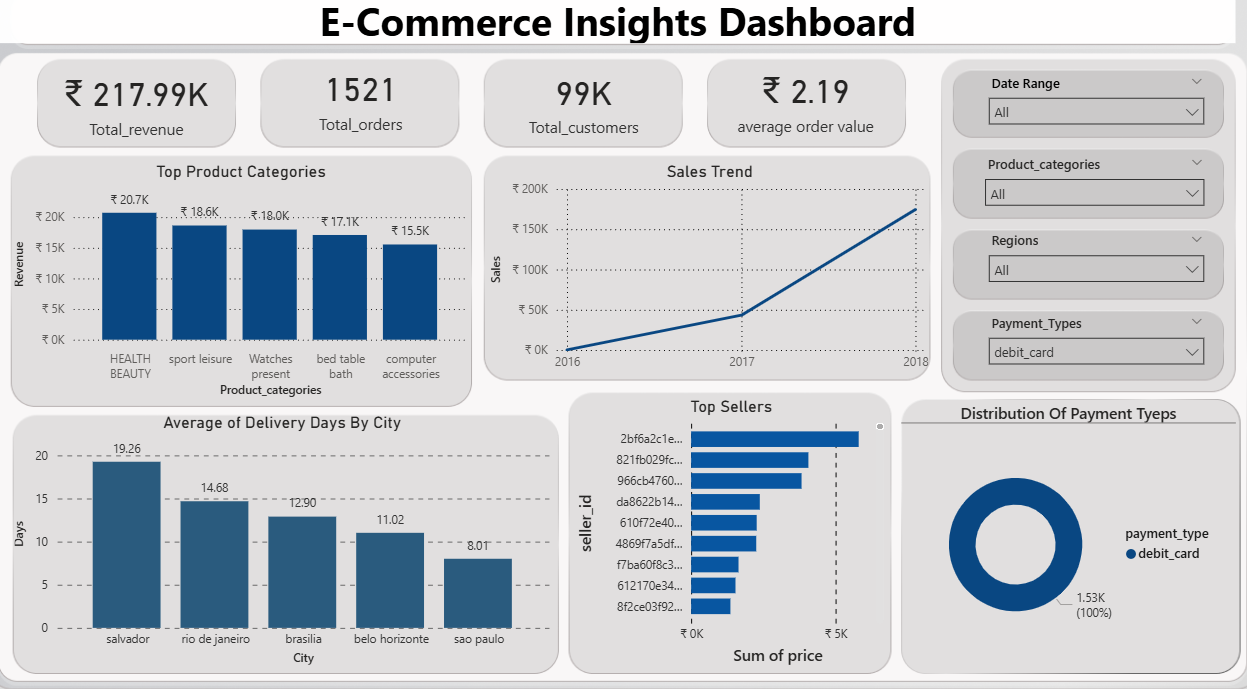 E-Commerce Insights Dashboard
₹ 217.99K
Total_revenue
1521
Total_orders
99K
Total_customers
₹ 2.19
average order value
Date Range
All
Product_categories
All
Regions
All
Payment_Types
debit_card
Top Product Categories
Revenue
₹ 20K
₹ 15K
₹ 10K
₹ 5K
₹ 0K
₹ 20.7K
₹ 18.6K
₹ 18.0K
₹ 17.1K
₹ 15.5K
HEALTH
BEAUTY
sport leisure
Watches
present
bed table
bath
computer
accessories
Product_categories
Sales Trend
Sales
₹ 200K
₹ 150K
₹ 100K
₹ 50K
₹ 0K
2016
2017
2018
Average of Delivery Days By City
Days
20
15
10
5
0
19.26
14.68
12.90
11.02
8.01
salvador
rio de janeiro
brasilia
belo horizonte
sao paulo
City
Top Sellers
seller_id
2bf6a2c1e...
821fb029fc...
966cb4760...
da8622b14...
610f72e40...
4869f7a5df...
f7ba60f8c3...
612170e34...
8f2ce03f92...
₹ 0K
₹ 5K
Sum of price
Distribution Of Payment Tyeps
payment_type
debit_card
1.53K
(100%)